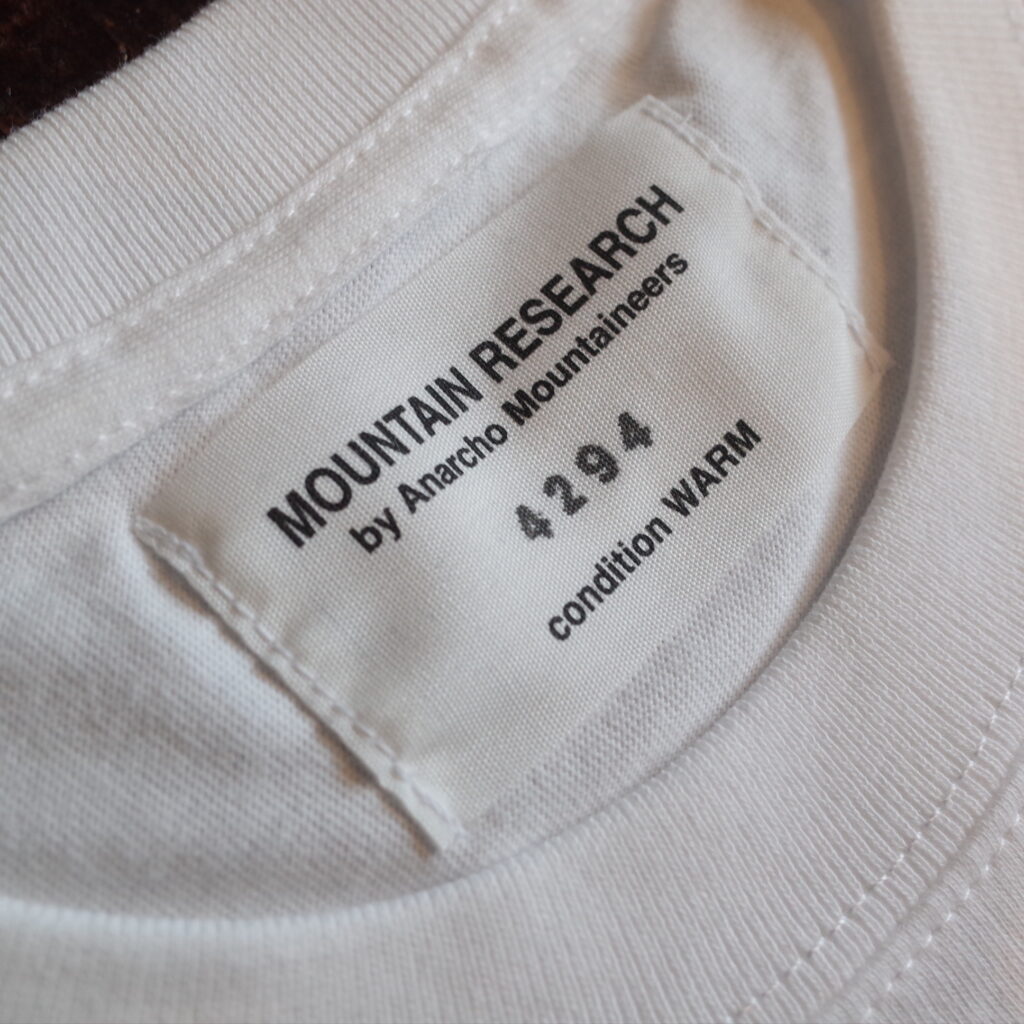 MOUNTAIN RESEARCH
by Anarcho Mountaineers
4294
condition WARM